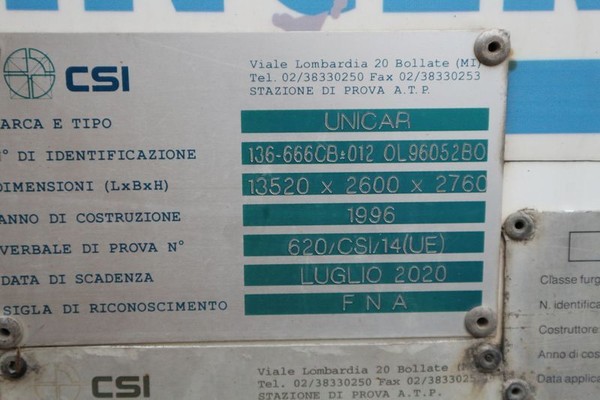 CSI
Viale Lombardia 20 Bollate (MI)
Tel. 02/38330250 Fax 02/38330253
STAZIONE DI PROVA A.T.P.
ARCA E TIPO UNICAR
N° DI IDENTIFICAZIONE 136-666CB±012 OL96052BO
DIMENSIONI (LxBxH) 13520 x 2600 x 2760
ANNO DI COSTRUZIONE 1996
VERBALE DI PROVA N° 620/CSI/14(UE)
DATA DI SCADENZA LUGLIO 2020
SIGLA DI RICONOSCIMENTO F N A
Classe furg
N. identifica
Costruttore:
Anno di cos
Data applica
CSI
Viale Lombardia 20 Bollate (M
Tel. 02/38330250 Fax 02/3833025
STAZIONE DI PROVA A.T.P.